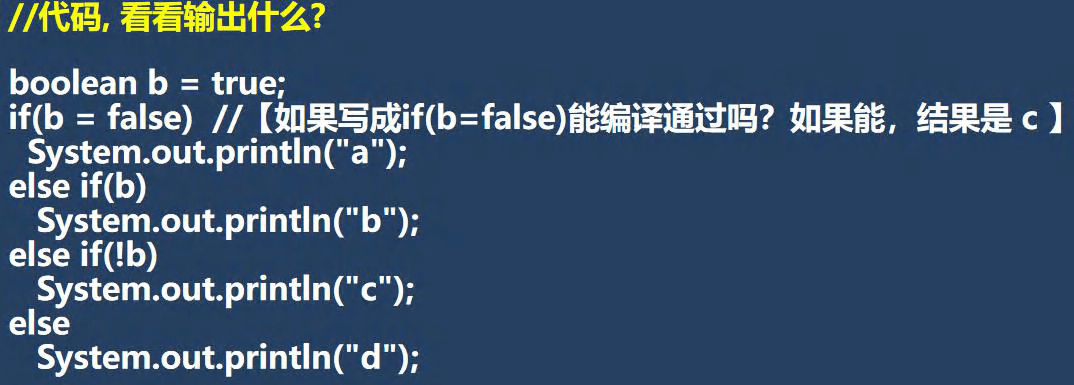 //代码, 看看输出什么?
boolean b = true;
if(b = false) //【如果写成if(b=false)能编译通过吗？如果能，结果是 c 】
System.out.println("a");
else if(b)
System.out.println("b");
else if(!b)
System.out.println("c");
else
System.out.println("d");